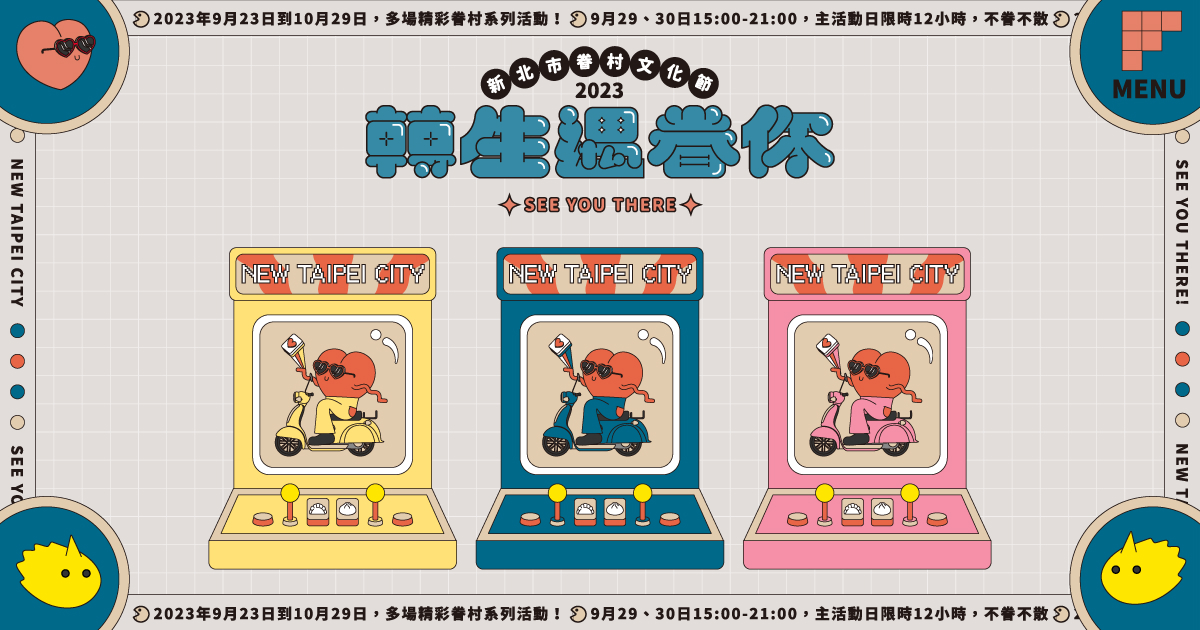 2023年9月23日到10月29日，多場精彩眷村系列活動！ 9月29、30日15:00-21:00，主活動日限時12小時，不眷不散
MENU
新北市眷村文化節
2023
轉生遇眷你
SEE YOU THERE
NEW TAIPEI CITY
SEE YO
SEE YOU THERE!
NEW T
NEW TAIPEI CITY
NEW TAIPEI CITY
NEW TAIPEI CITY
2023年9月23日到10月29日，多場精彩眷村系列活動！ 9月29、30日15:00-21:00，主活動日限時12小時，不眷不散